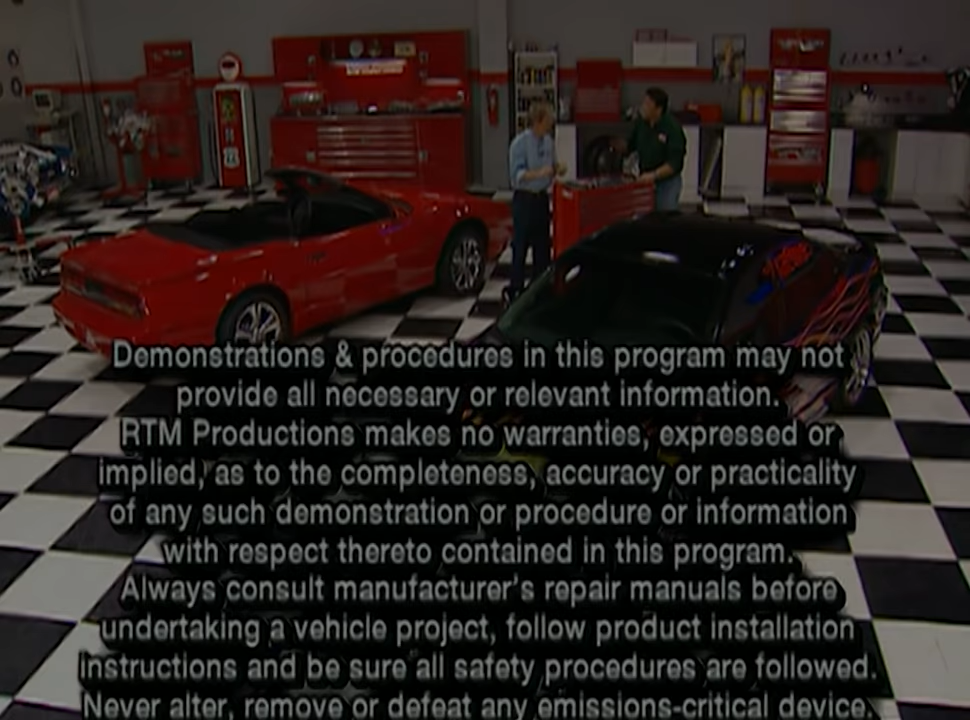 Demonstrations & procedures in this program may not
provide all necessary or relevant information.
RTM Productions makes no warranties, expressed or
implied, as to the completeness, accuracy or practicality
of any such demonstration or procedure or information
with respect thereto contained in this program.
Always consult manufacturer's repair manuals before
undertaking a vehicle project, follow product installation
instructions and be sure all safety procedures are followed.
Never alter, remove or defeat any emissions-critical device.